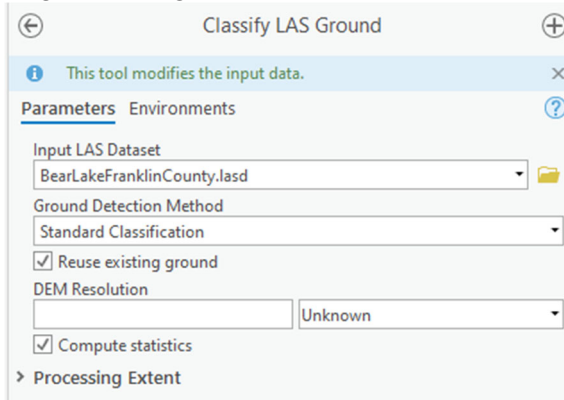 Classify LAS Ground
This tool modifies the input data.
Parameters Environments
Input LAS Dataset
BearLakeFranklinCounty.lasd
Ground Detection Method
Standard Classification
Reuse existing ground
DEM Resolution
Unknown
Compute statistics
Processing Extent